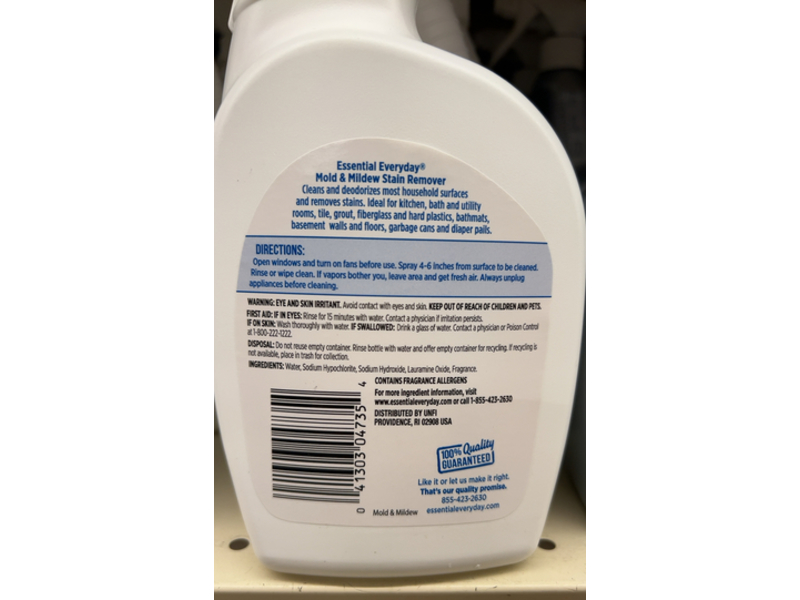 Essential Everyday®
Mold & Mildew Stain Remover
Cleans and deodorizes most household surfaces
and removes stains. Ideal for kitchen, bath and utility
rooms, tile, grout, fiberglass and hard plastics, bathmats,
basement walls and floors, garbage cans and diaper pails.
DIRECTIONS:
Open windows and turn on fans before use. Spray 4-6 inches from surface to be cleaned.
Rinse or wipe clean. If vapors bother you, leave area and get fresh air. Always unplug
appliances before cleaning.
WARNING: EYE AND SKIN IRRITANT. Avoid contact with eyes and skin. KEEP OUT OF REACH OF CHILDREN AND PETS.
FIRST AID: IF IN EYES: Rinse for 15 minutes with water. Contact a physician if irritation persists.
IF ON SKIN: Wash thoroughly with water. IF SWALLOWED: Drink a glass of water. Contact a physician or Poison Control
at 1-800-222-1222.
DISPOSAL: Do not reuse empty container. Rinse bottle with water and offer empty container for recycling. If recycling is
not available, place in trash for collection.
INGREDIENTS: Water, Sodium Hypochlorite, Sodium Hydroxide, Lauramine Oxide, Fragrance.
CONTAINS FRAGRANCE ALLERGENS
For more ingredient information, visit
www.essentialeveryday.com or call 1-855-423-2630
DISTRIBUTED BY UNFI
PROVIDENCE, RI 02908 USA
0 41303 04735 4
100% Quality
GUARANTEED
Like it or let us make it right.
That's our quality promise.
855-423-2630
essentialeveryday.com
Mold & Mildew